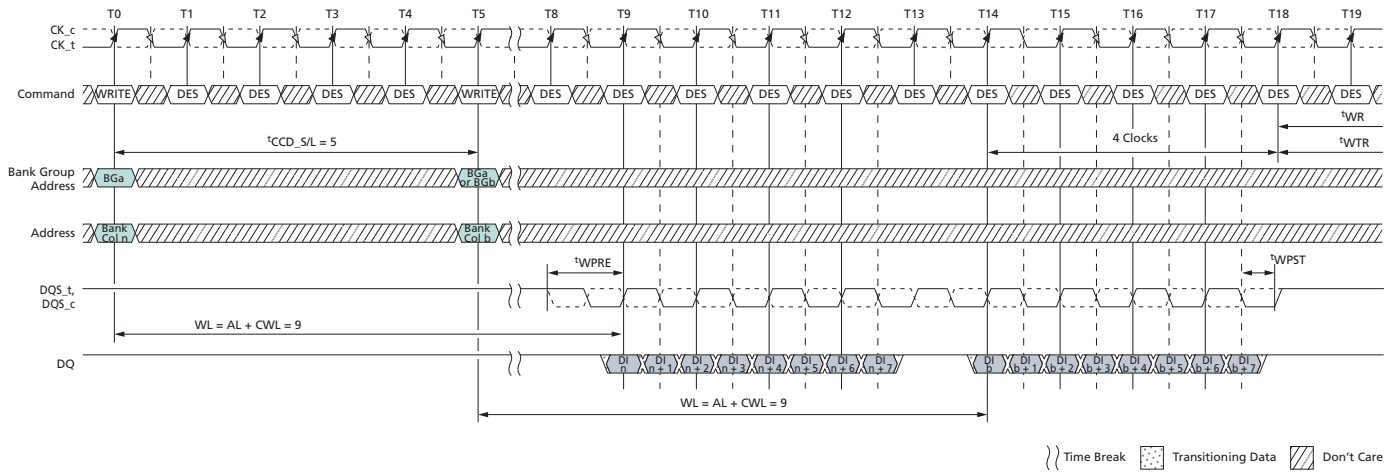 T0 T1 T2 T3 T4 T5 T8 T9 T10 T11 T12 T13 T14 T15 T16 T17 T18 T19
CK_c
CK_t
Command WRITE DES DES DES DES WRITE DES DES DES DES DES DES DES DES DES DES DES DES
tWR
tCCD_S/L = 5 4 Clocks tWTR
Bank Group
Address
BGa
BGa
or BGb
Address
Bank
Col n
Bank
Col b
tWPRE tWPST
DQS_t,
DQS_c
WL = AL + CWL = 9
DQ
DI
n
DI
n + 1
DI
n + 2
DI
n + 3
DI
n + 4
DI
n + 5
DI
n + 6
DI
n + 7
DI
b
DI
b + 1
DI
b + 2
DI
b + 3
DI
b + 4
DI
b + 5
DI
b + 6
DI
b + 7
WL = AL + CWL = 9
Time Break Transitioning Data Don't Care